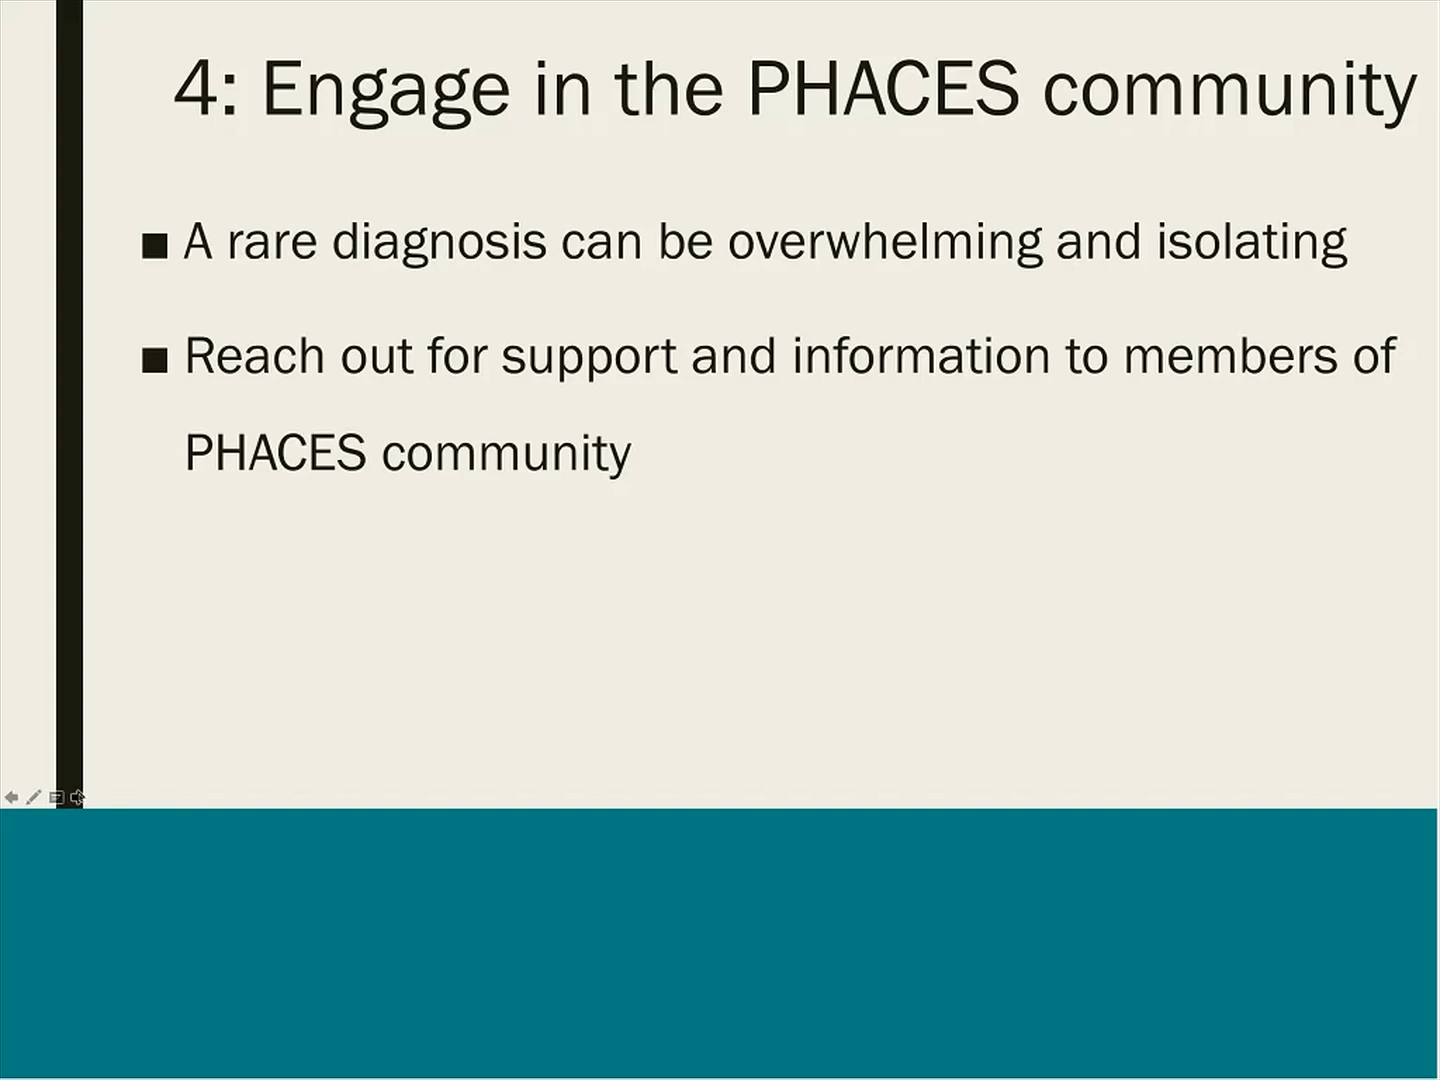 4: Engage in the PHACES community
■ A rare diagnosis can be overwhelming and isolating
■ Reach out for support and information to members of
PHACES community